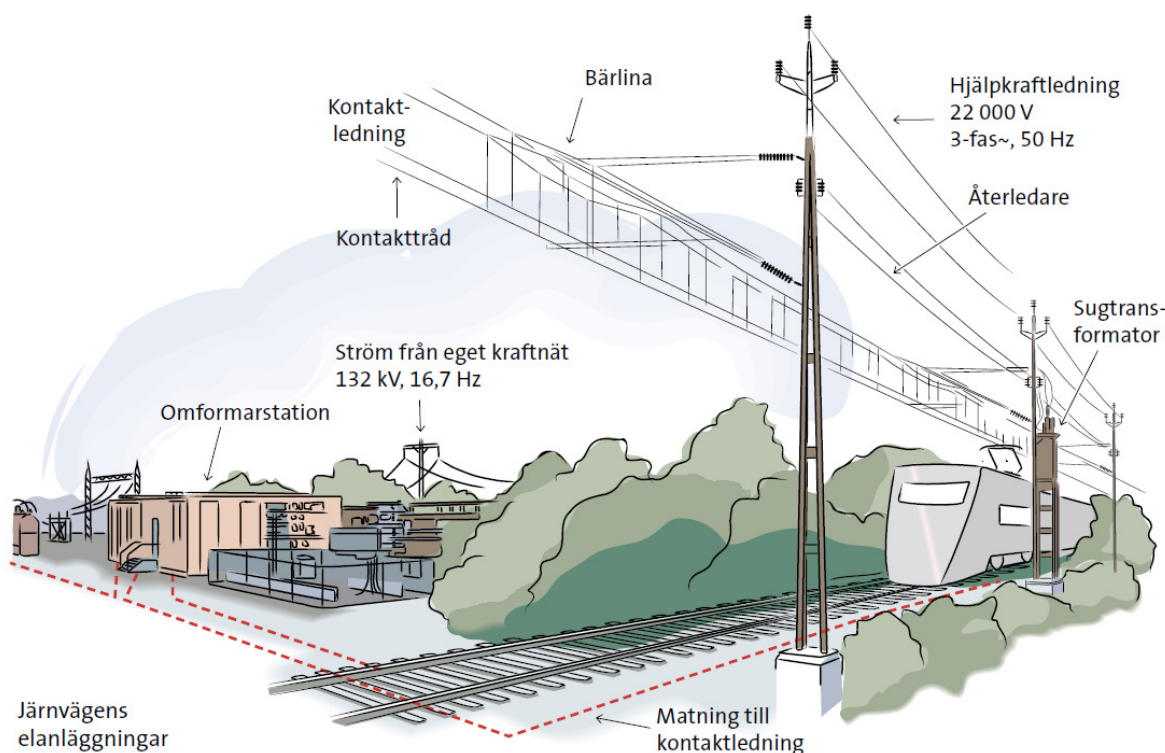 Bärlina
Kontakt-
ledning
Hjälpkraftledning
22 000 V
3-fas~, 50 Hz
Återledare
Kontakttråd
Sugtrans-
formator
Ström från eget kraftnät
132 kV, 16,7 Hz
Omformarstation
Järnvägens
elanläggningar
Matning till
kontaktledning